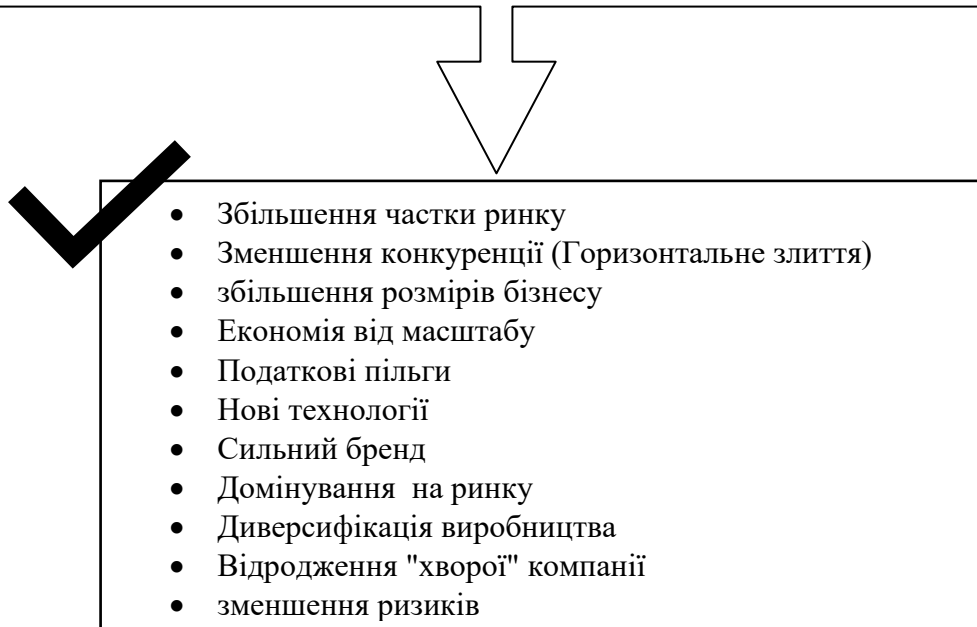 • Збільшення частки ринку
• Зменшення конкуренції (Горизонтальне злиття)
• збільшення розмірів бізнесу
• Економія від масштабу
• Податкові пільги
• Нові технології
• Сильний бренд
• Домінування на ринку
• Диверсифікація виробництва
• Відродження "хворої" компанії
• зменшення ризиків